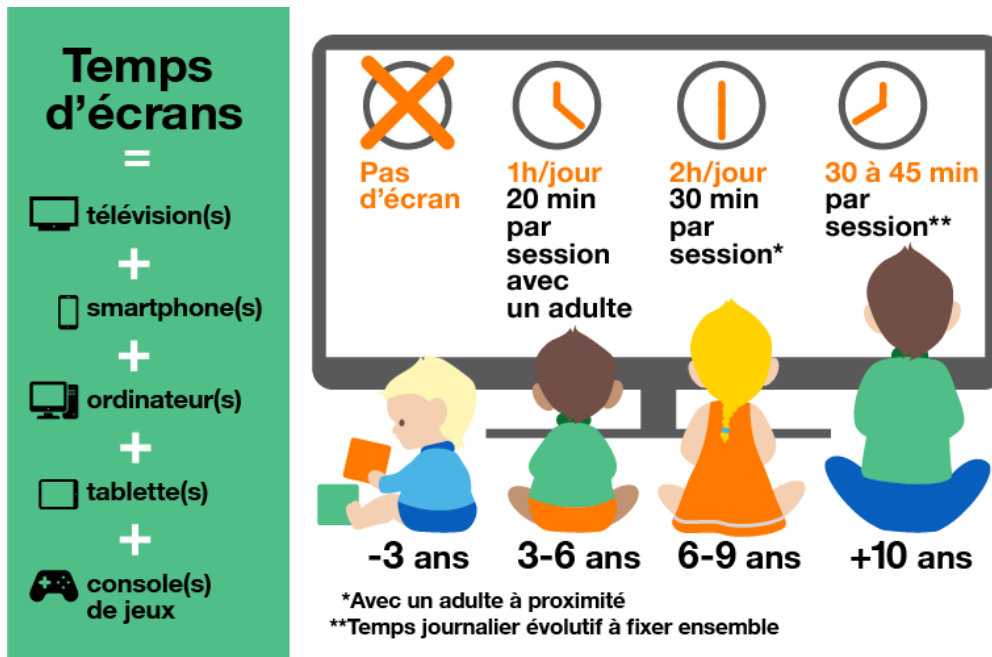 Temps
d'écrans
=
télévision(s)
+
smartphone(s)
+
ordinateur(s)
+
tablette(s)
+
console(s)
de jeux
Pas
d'écran
1h/jour
20 min
par
session
avec
un adulte
2h/jour
30 min
par
session*
30 à 45 min
par
session**
-3 ans
3-6 ans
6-9 ans
+10 ans
*Avec un adulte à proximité
**Temps journalier évolutif à fixer ensemble